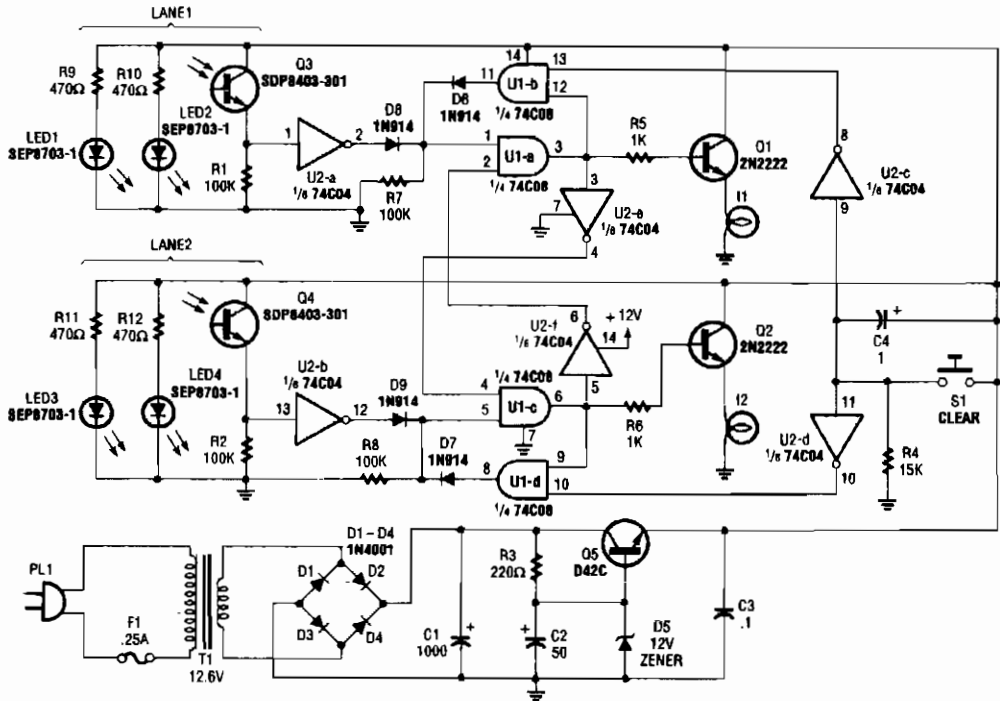 LANE1
R9
470Ω
R10
470Ω
LED1
SEP8703-1
LED2
SEP8703-1
Q3
SDP8403-301
R1
100K
1
2
U2-a
1/6 74C04
D8
1N914
R7
100K
D6
1N914
11
14
13
12
U1-b
1/4 74C08
1
2
3
U1-a
1/4 74C08
R5
1K
Q1
2N2222
I1
3
7
4
U2-e
1/6 74C04
8
9
U2-c
1/6 74C04
LANE2
R11
470Ω
R12
470Ω
LED3
SEP8703-1
LED4
SEP8703-1
Q4
SDP8403-301
R2
100K
U2-b
1/6 74C04
13
12
D9
1N914
R8
100K
D7
1N914
6
14
5
+12V
U2-f
1/6 74C04
1/4 74C08
4
5
6
7
U1-c
R6
1K
Q2
2N2222
I2
8
9
10
U1-d
1/4 74C08
C4
1
+
S1
CLEAR
11
10
U2-d
1/6 74C04
R4
15K
PL1
F1
.25A
T1
12.6V
D1-D4
1N4001
D1
D2
D3
D4
C1
1000
+
R3
220Ω
C2
50
+
Q5
D42C
D5
12V
ZENER
C3
.1